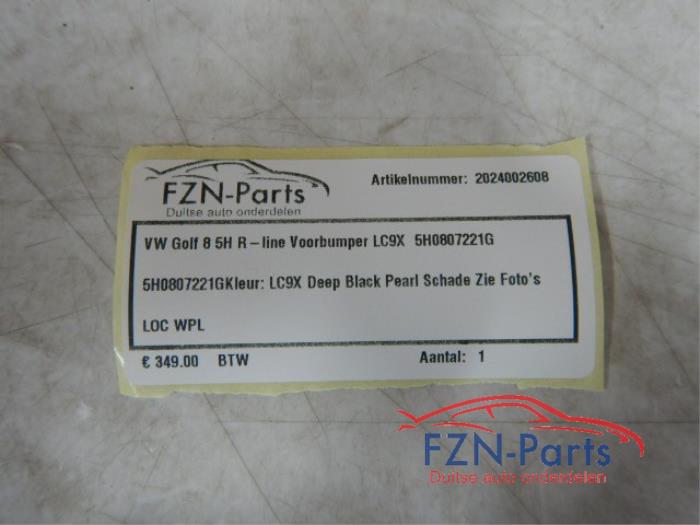 FZN-Parts
Duitse auto onderdelen
Artikelnummer: 2024002608
VW Golf 8 5H R-line Voorbumper LC9X 5H0807221G
5H0807221GKleur: LC9X Deep Black Pearl Schade Zie Foto's
LOC WPL
€ 349.00 BTW Aantal: 1
FZN-Parts
Duitse auto onderdelen